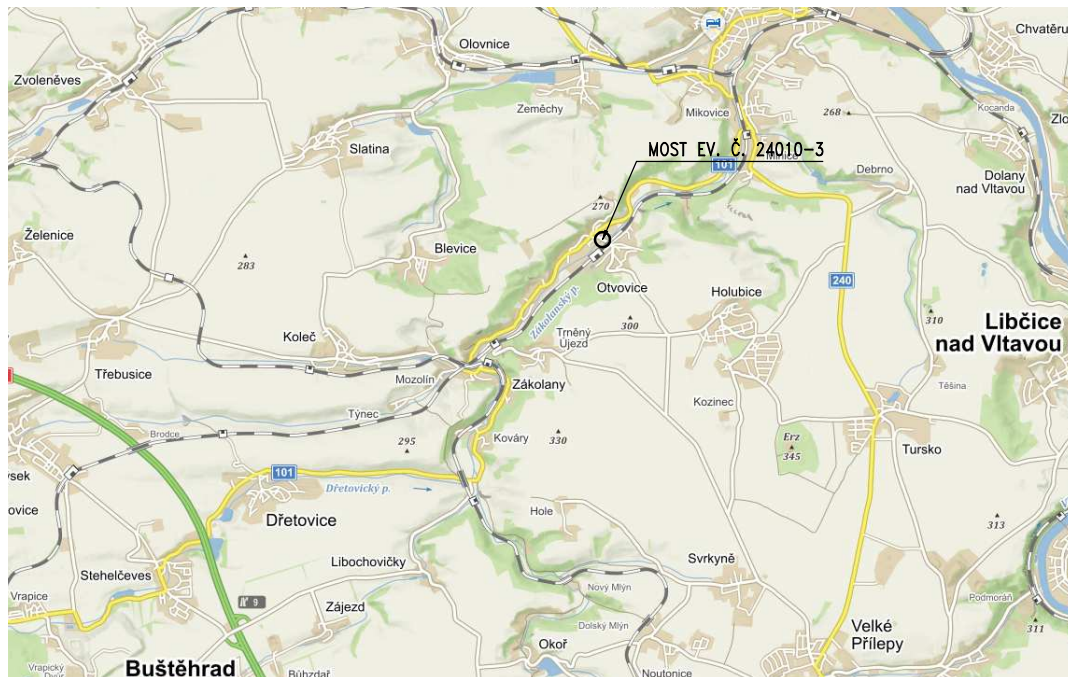 Olovnice
Zvoleněves
Zeměchy
Mikovice
268
Kocanda
Slatina
MOST EV. Č. 24010-3
101
Minice
Debrno
Dolany
nad Vltavou
270
Želenice
283
Blevice
Otvovice
Holubice
240
Zákolanský p.
300
310
Libčice
nad Vltavou
Koleč
Trněný
Újezd
Třebusice
Mozolín
Zákolany
Těšina
Týnec
Kozinec
Brodce
295
Kováry
330
Erz
345
Tursko
101
Dřetovický p.
Dřetovice
Hole
313
Libochovičky
Svrkyně
Stehelčeves
Nový Mlýn
Podmoráň
Vrapice
9
Zájezd
Dolský Mlýn
311
Velké
Přílepy
Okoř
Buštěhrad
Noutonice